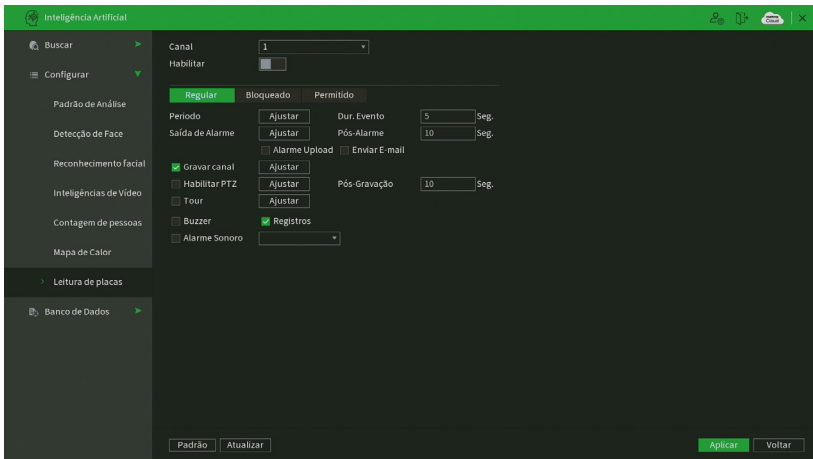 Inteligência Artificial
Cloud
Buscar
Configurar
Padrão de Análise
Detecção de Face
Reconhecimento facial
Inteligências de Vídeo
Contagem de pessoas
Mapa de Calor
Leitura de placas
Banco de Dados
Canal 1
Habilitar
Regular Bloqueado Permitido
Período Ajustar Dur. Evento 5 Seg.
Saída de Alarme Ajustar Pós-Alarme 10 Seg.
Alarme Upload Enviar E-mail
Gravar canal Ajustar
Habilitar PTZ Ajustar Pós-Gravação 10 Seg.
Tour Ajustar
Buzzer Registros
Alarme Sonoro
Padrão Atualizar Aplicar Voltar